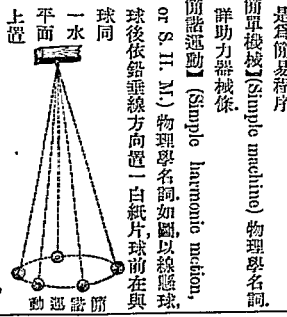 是爲簡易程序
簡單機械】(Simple machine) 物理學名詞.
詳助力器械條.
簡諧運動】 (Simple harmonic motion,
or S. H. M.) 物理學名詞.如圖,以線懸球,
球後依鉛垂線方向置一白紙片,球前在與
球同
一水
平面
上置
簡諧運動